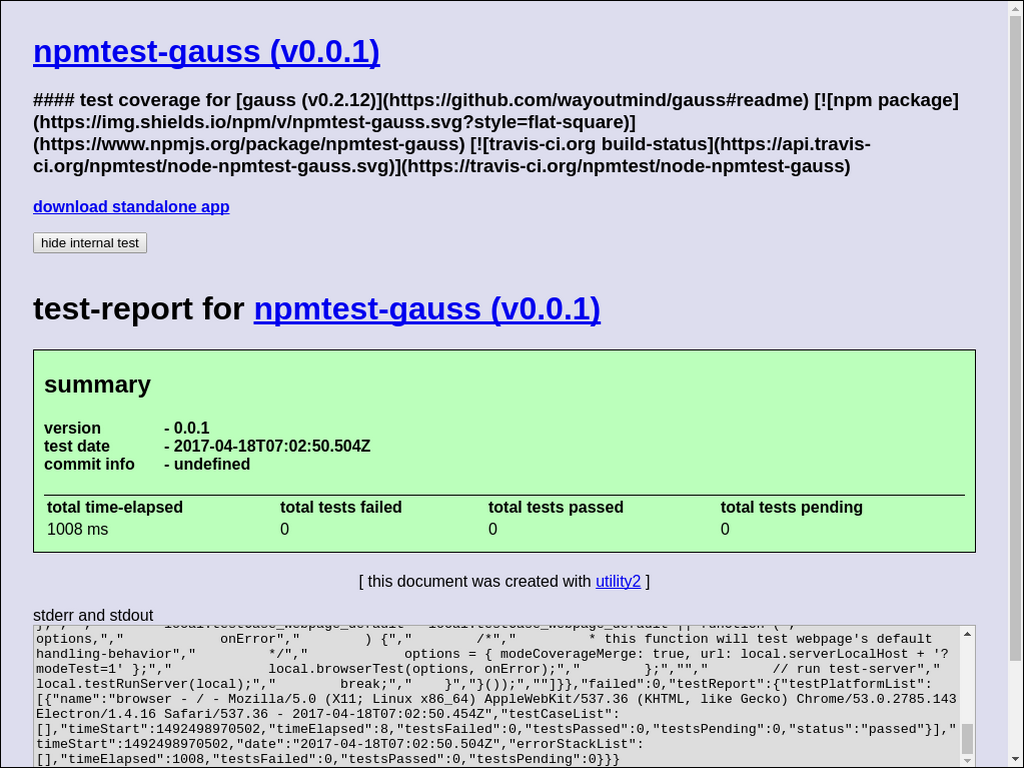 npmtest-gauss (v0.0.1)
#### test coverage for [gauss (v0.2.12)](https://github.com/wayoutmind/gauss#readme) [![npm package]
(https://img.shields.io/npm/v/npmtest-gauss.svg?style=flat-square)]
(https://www.npmjs.org/package/npmtest-gauss) [![travis-ci.org build-status](https://api.travis-
ci.org/npmtest/node-npmtest-gauss.svg)](https://travis-ci.org/npmtest/node-npmtest-gauss)
download standalone app
hide internal test
test-report for npmtest-gauss (v0.0.1)
summary
version - 0.0.1
test date - 2017-04-18T07:02:50.504Z
commit info - undefined
total time-elapsed total tests failed total tests passed total tests pending
1008 ms 0 0 0
[ this document was created with utility2 ]
stderr and stdout
options,","            onError","        ) {","        /*","         * this function will test webpage's default
handling-behavior","         */","            options = { modeCoverageMerge: true, url: local.serverLocalHost + '?
modeTest=1' };","            local.browserTest(options, onError);","        };","","        // run test-server","
local.testRunServer(local);","        break;","    }","}());",""]}},"failed":0,"testReport":{"testPlatformList":
[{"name":"browser - / - Mozilla/5.0 (X11; Linux x86_64) AppleWebKit/537.36 (KHTML, like Gecko) Chrome/53.0.2785.143
Electron/1.4.16 Safari/537.36 - 2017-04-18T07:02:50.454Z","testCaseList":
[],"timeStart":1492498970502,"timeElapsed":8,"testsFailed":0,"testsPassed":0,"testsPending":0,"status":"passed"}],"
timeStart":1492498970502,"date":"2017-04-18T07:02:50.504Z","errorStackList":
[],"timeElapsed":1008,"testsFailed":0,"testsPassed":0,"testsPending":0}}}